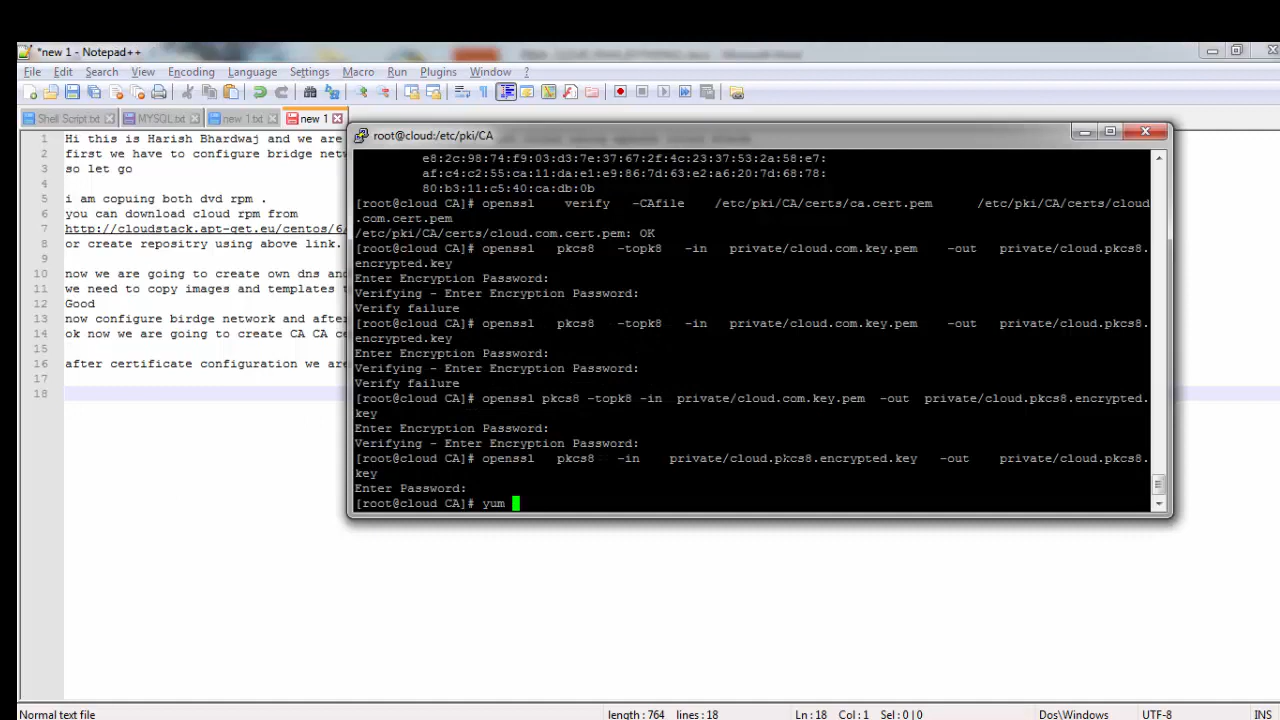 *new 1 - Notepad++
File Edit Search View Encoding Language Settings Macro Run Plugins Window ?
Shell Script.txt MYSQL.txt new 1.txt new 1
1 Hi this is Harish Bhardwaj and we are
2 first we have to configure bridge netw
3 so let go
4
5 i am copuing both dvd rpm .
6 you can download cloud rpm from
7 http://cloudstack.apt-get.eu/centos/6/
8 or create repositry using above link.
9
10 now we are going to create own dns and
11 we need to copy images and templates t
12 Good
13 now configure birdge network and after
14 ok now we are going to create CA CA ce
15
16 after certificate configuration we are
17
18
root@cloud:/etc/pki/CA
e8:2c:98:74:f9:03:d3:7e:37:67:2f:4c:23:37:53:2a:58:e7:
af:c4:c2:55:ca:11:da:e1:e9:86:7d:63:e2:a6:20:7d:68:78:
80:b3:11:c5:40:ca:db:0b
[root@cloud CA]# openssl verify -CAfile /etc/pki/CA/certs/ca.cert.pem /etc/pki/CA/certs/cloud
.com.cert.pem
/etc/pki/CA/certs/cloud.com.cert.pem: OK
[root@cloud CA]# openssl pkcs8 -topk8 -in private/cloud.com.key.pem -out private/cloud.pkcs8.
encrypted.key
Enter Encryption Password:
Verifying - Enter Encryption Password:
Verify failure
[root@cloud CA]# openssl pkcs8 -topk8 -in private/cloud.com.key.pem -out private/cloud.pkcs8.
encrypted.key
Enter Encryption Password:
Verifying - Enter Encryption Password:
Verify failure
[root@cloud CA]# openssl pkcs8 -topk8 -in private/cloud.com.key.pem -out private/cloud.pkcs8.encrypted.
key
Enter Encryption Password:
Verifying - Enter Encryption Password:
[root@cloud CA]# openssl pkcs8 -in private/cloud.pkcs8.encrypted.key -out private/cloud.pkcs8.
key
Enter Password:
[root@cloud CA]# yum
Normal text file length : 764 lines : 18 Ln : 18 Col : 1 Sel : 0 | 0 Dos\Windows UTF-8 INS